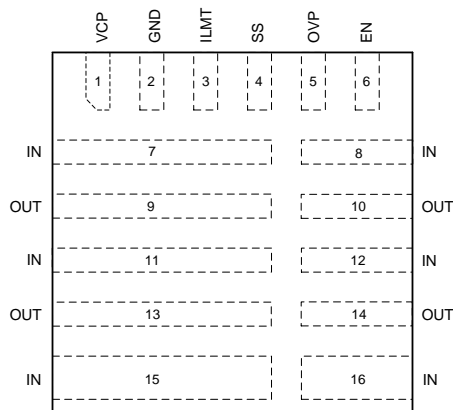 VCP GND ILMT SS OVP EN
1 2 3 4 5 6
IN 7 8 IN
OUT 9 10 OUT
IN 11 12 IN
OUT 13 14 OUT
IN 15 16 IN